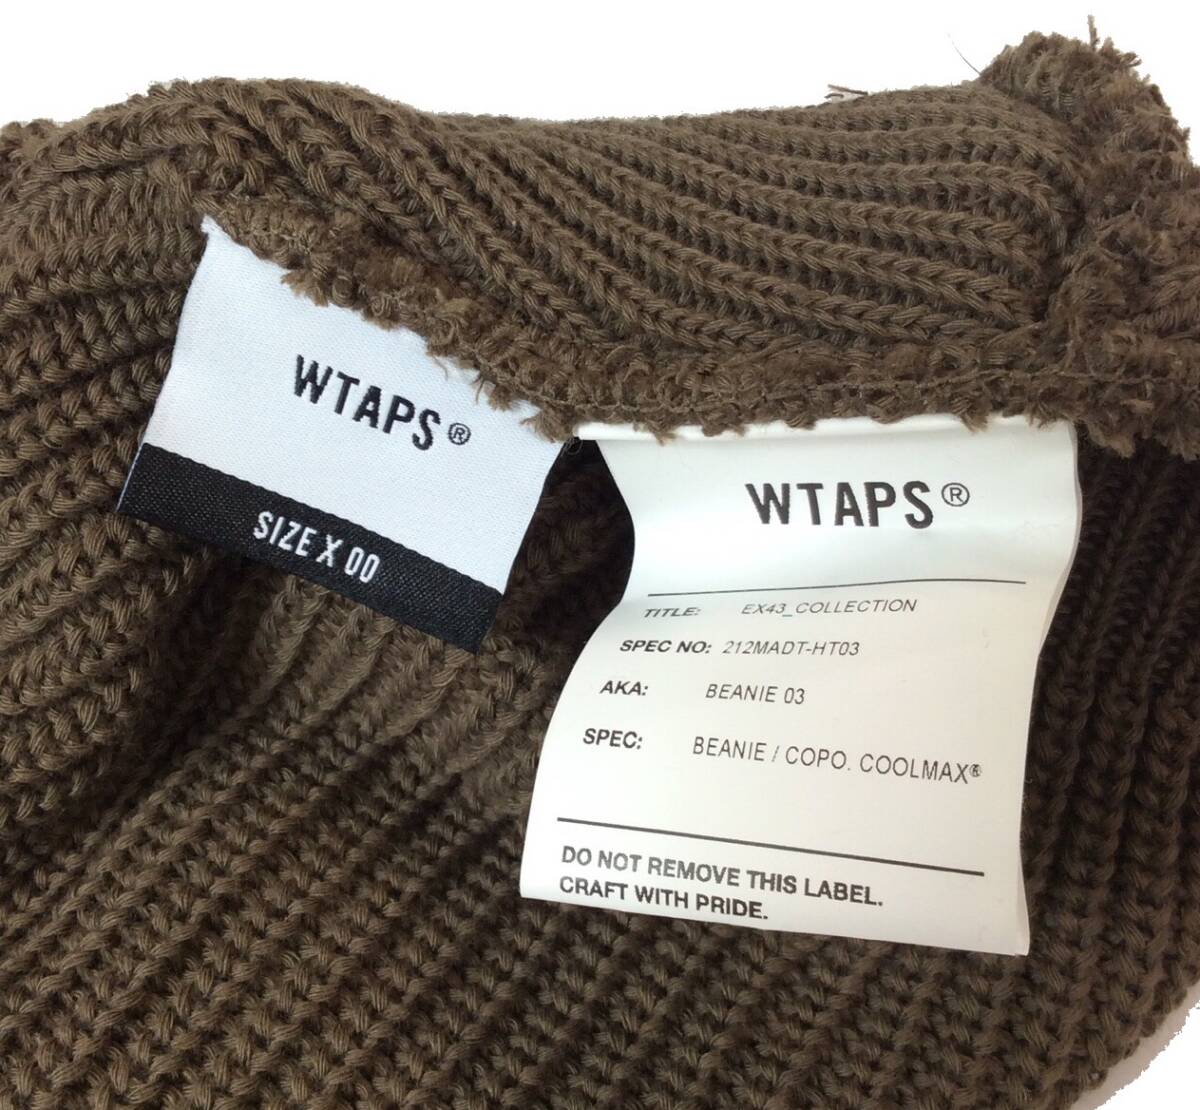 WTAPS®
SIZE X 00
WTAPS®
TITLE: EX43_COLLECTION
SPEC NO: 212MADT-HT03
AKA: BEANIE 03
SPEC: BEANIE / COPO. COOLMAX®
DO NOT REMOVE THIS LABEL.
CRAFT WITH PRIDE.